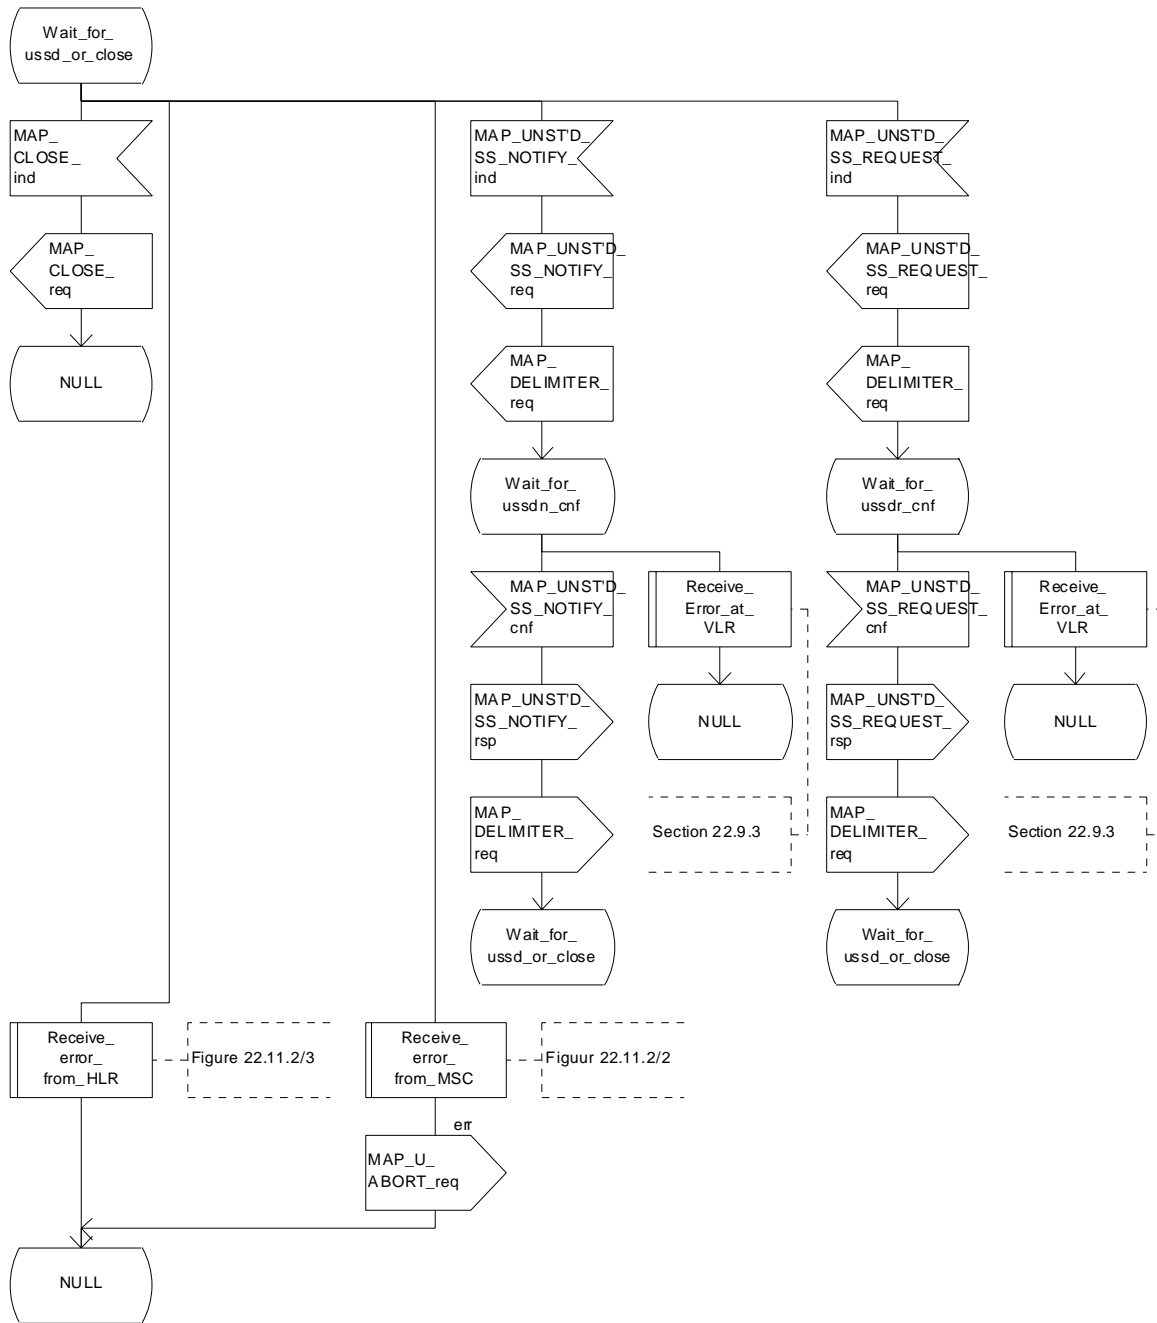 Wait_for_
ussd_or_close
MAP_
CLOSE_
ind
MAP_UNST'D_
SS_NOTIFY_
ind
MAP_UNST'D_
SS_REQUEST_
ind
MAP_
CLOSE_
req
MAP_UNST'D_
SS_NOTIFY_
req
MAP_UNST'D_
SS_REQUEST_
req
NULL
MAP_
DELIMITER_
req
MAP_
DELIMITER_
req
Wait_for_
ussdn_cnf
Wait_for_
ussdr_cnf
MAP_UNST'D_
SS_NOTIFY_
cnf
Receive_
Error_at_
VLR
MAP_UNST'D_
SS_REQUEST_
cnf
Receive_
Error_at_
VLR
MAP_UNST'D_
SS_NOTIFY_
rsp
NULL
MAP_UNST'D_
SS_REQUEST_
rsp
NULL
MAP_
DELIMITER_
req
Section 22.9.3
MAP_
DELIMITER_
req
Section 22.9.3
Wait_for_
ussd_or_close
Wait_for_
ussd_or_close
Receive_
error_
from_HLR
Figure 22.11.2/3
Receive_
error_
from_MSC
Figuur 22.11.2/2
err
MAP_U_
ABORT_req
NULL